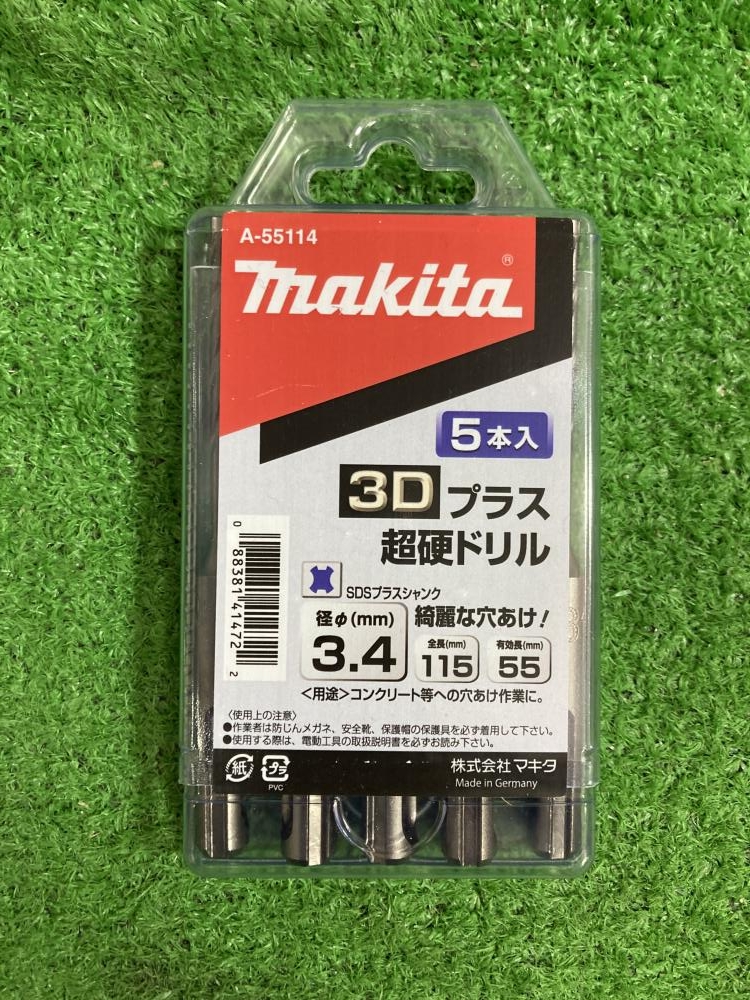 A-55114
makita®
5本入
3Dプラス
超硬ドリル
SDSプラスシャンク
綺麗な穴あけ!
径φ(mm)
3.4
全長(mm)
115
有効長(mm)
55
<用途>コンクリート等への穴あけ作業に。
0 88381 41472 2
〈使用上の注意〉
●作業者は防じんメガネ、安全靴、保護帽の保護具を必ず着用して下さい。
●使用する際は、電動工具の取扱説明書を必ずお読み下さい。
紙
プラ
PVC
株式会社マキタ
Made in Germany